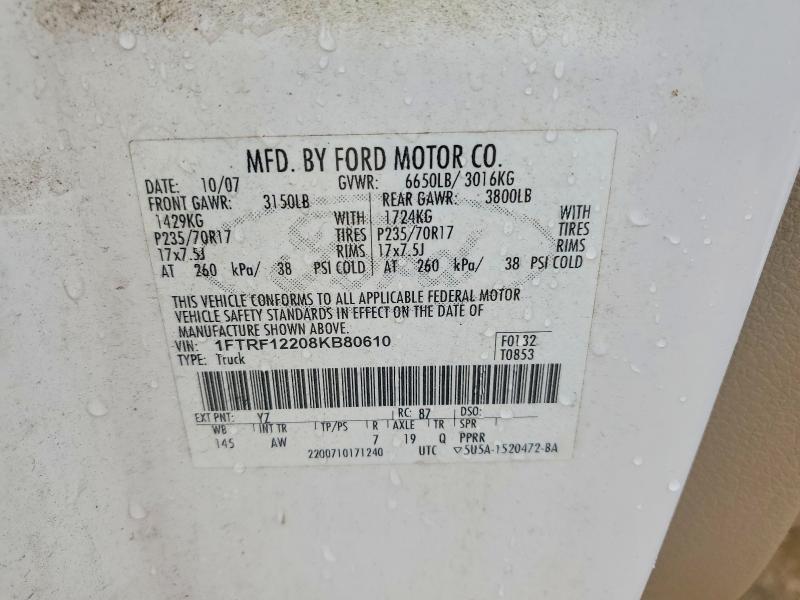 MFD. BY FORD MOTOR CO.
DATE: 10/07 GVWR: 6650LB/ 3016KG
FRONT GAWR: 3150LB REAR GAWR: 3800LB
1429KG WITH 1724KG WITH
P235/70R17 TIRES P235/70R17 TIRES
17x7.5J RIMS 17x7.5J RIMS
AT 260 kPa/ 38 PSI COLD AT 260 kPa/ 38 PSI COLD
THIS VEHICLE CONFORMS TO ALL APPLICABLE FEDERAL MOTOR
VEHICLE SAFETY STANDARDS IN EFFECT ON THE DATE OF
MANUFACTURE SHOWN ABOVE.
VIN: 1FTRF12208KB80610 F0132
TYPE: Truck T0853
EXT PNT: YZ RC: 87 DSO:
WB INT TR TP/PS R AXLE TR SPR
145 AW 7 19 Q PPRR
2200710171240 UTC ▽5U5A-1520472-BA